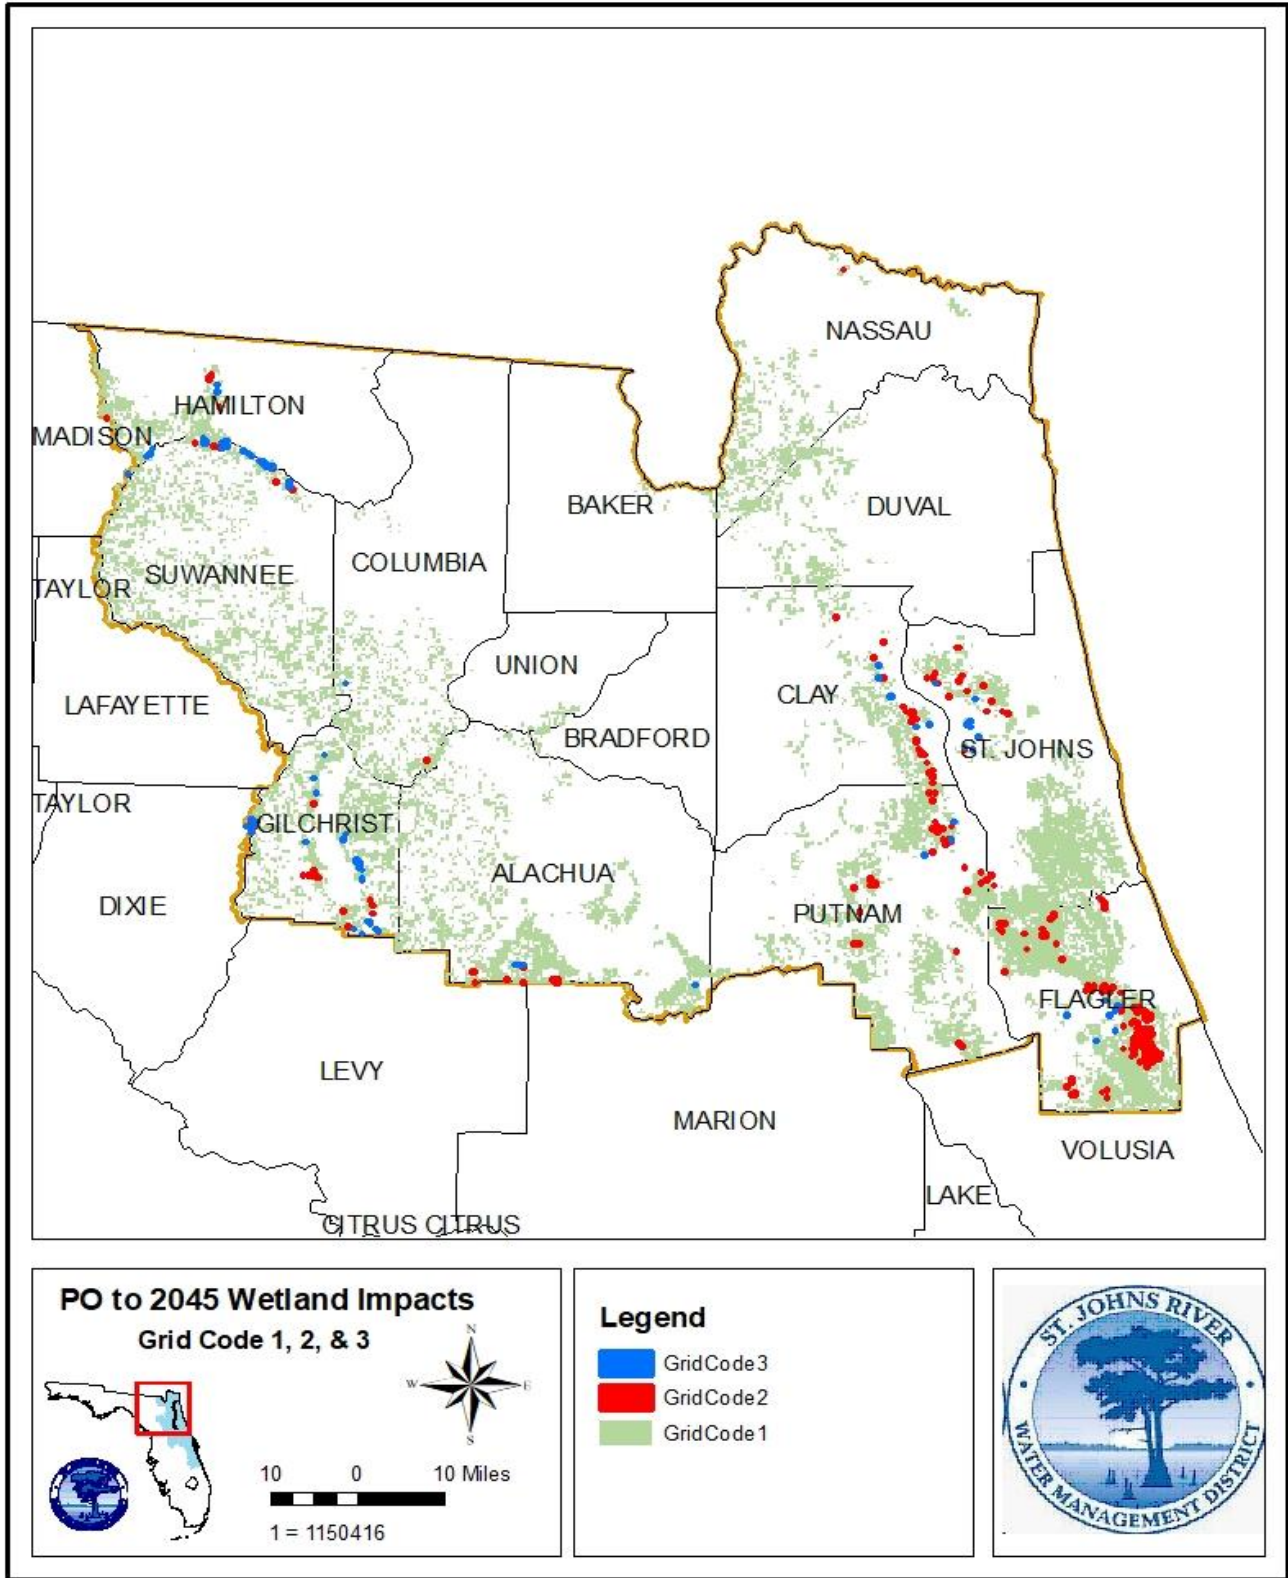 NASSAU
HAMILTON
MADISON
DUVAL
BAKER
COLUMBIA
SUWANNEE
TAYLOR
UNION
CLAY
LAFAYETTE
BRADFORD
ST. JOHNS
TAYLOR
GILCHRIST
ALACHUA
DIXIE
PUTNAM
FLAGLER
LEVY
MARION
VOLUSIA
LAKE
CITRUS CITRUS
PO to 2045 Wetland Impacts
Grid Code 1, 2, & 3
N
W E
S
10 0 10 Miles
1 = 1150416
Legend
GridCode3
GridCode2
GridCode1
ST. JOHNS RIVER
WATER MANAGEMENT DISTRICT